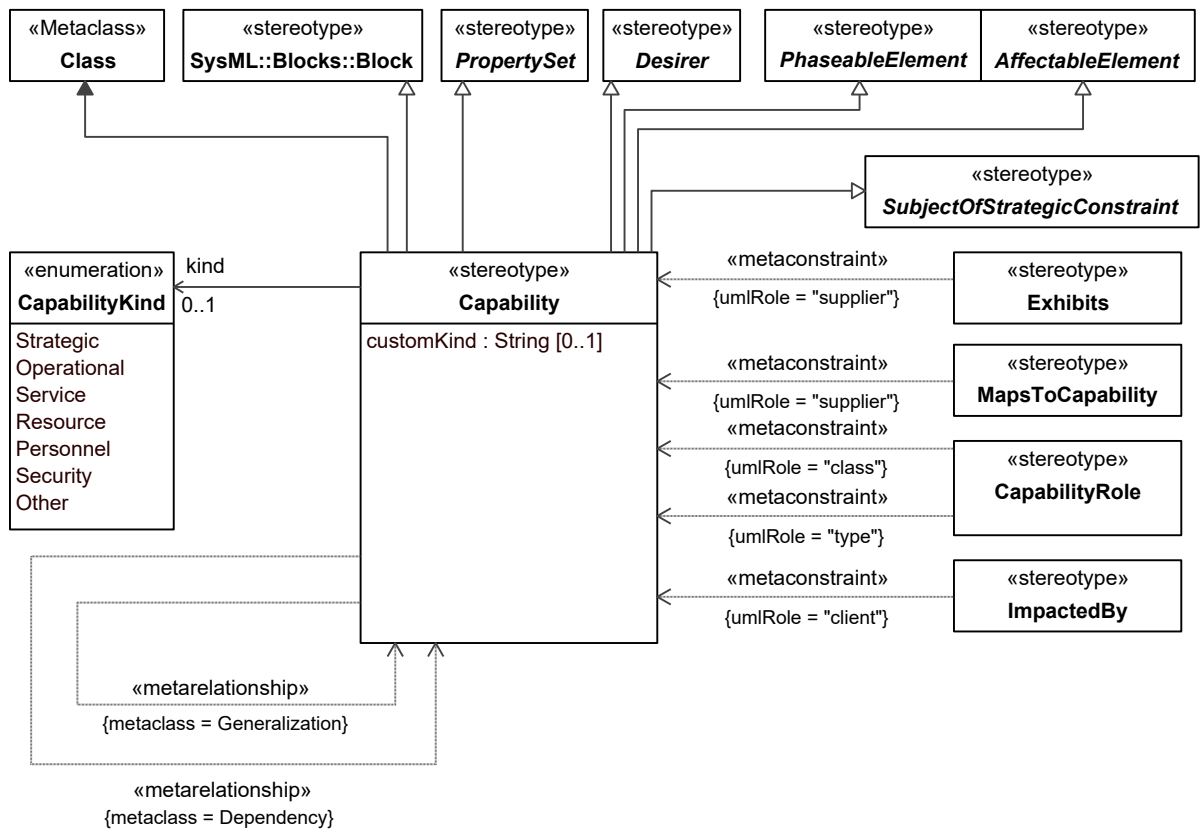 «Metaclass»
Class
«stereotype»
SysML::Blocks::Block
«stereotype»
PropertySet
«stereotype»
Desirer
«stereotype»
PhaseableElement
«stereotype»
AffectableElement
«stereotype»
SubjectOfStrategicConstraint
«enumeration»
CapabilityKind
Strategic
Operational
Service
Resource
Personnel
Security
Other
kind
0..1
«stereotype»
Capability
customKind : String [0..1]
«metaconstraint»
{umlRole = "supplier"}
«stereotype»
Exhibits
«metaconstraint»
{umlRole = "supplier"}
«stereotype»
MapsToCapability
«metaconstraint»
{umlRole = "class"}
«stereotype»
CapabilityRole
«metaconstraint»
{umlRole = "type"}
«metaconstraint»
{umlRole = "client"}
«stereotype»
ImpactedBy
«metarelationship»
{metaclass = Generalization}
«metarelationship»
{metaclass = Dependency}